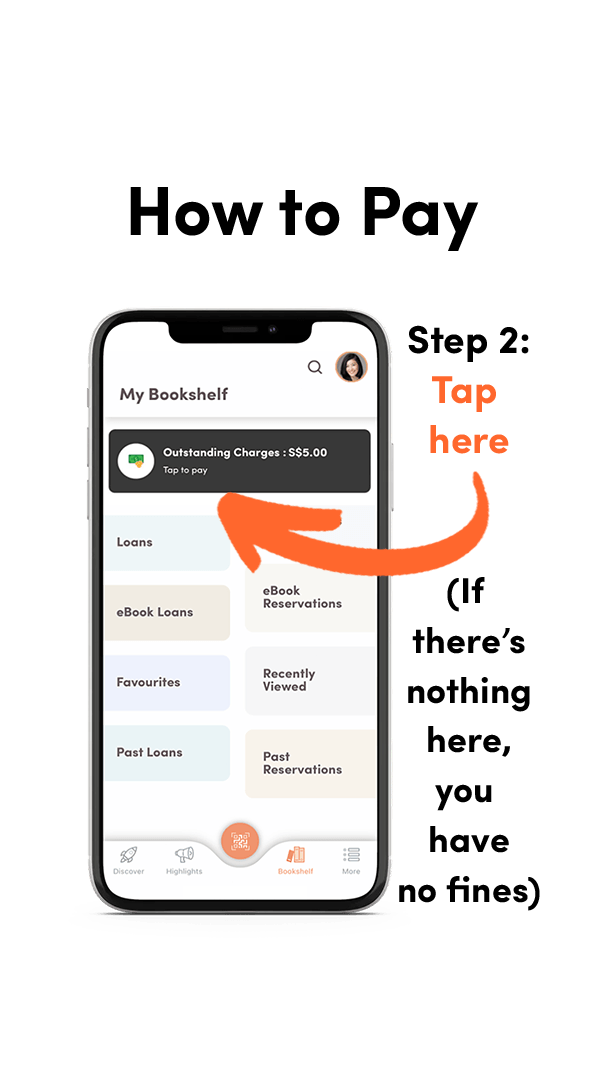 How to Pay
Step 2:
Tap
here
My Bookshelf
Outstanding Charges : S$5.00
Tap to pay
Loans
eBook Loans
eBook
Reservations
Favourites
Recently
Viewed
Past Loans
Past
Reservations
Discover
Highlights
Bookshelf
More
(If
there’s
nothing
here,
you
have
no fines)